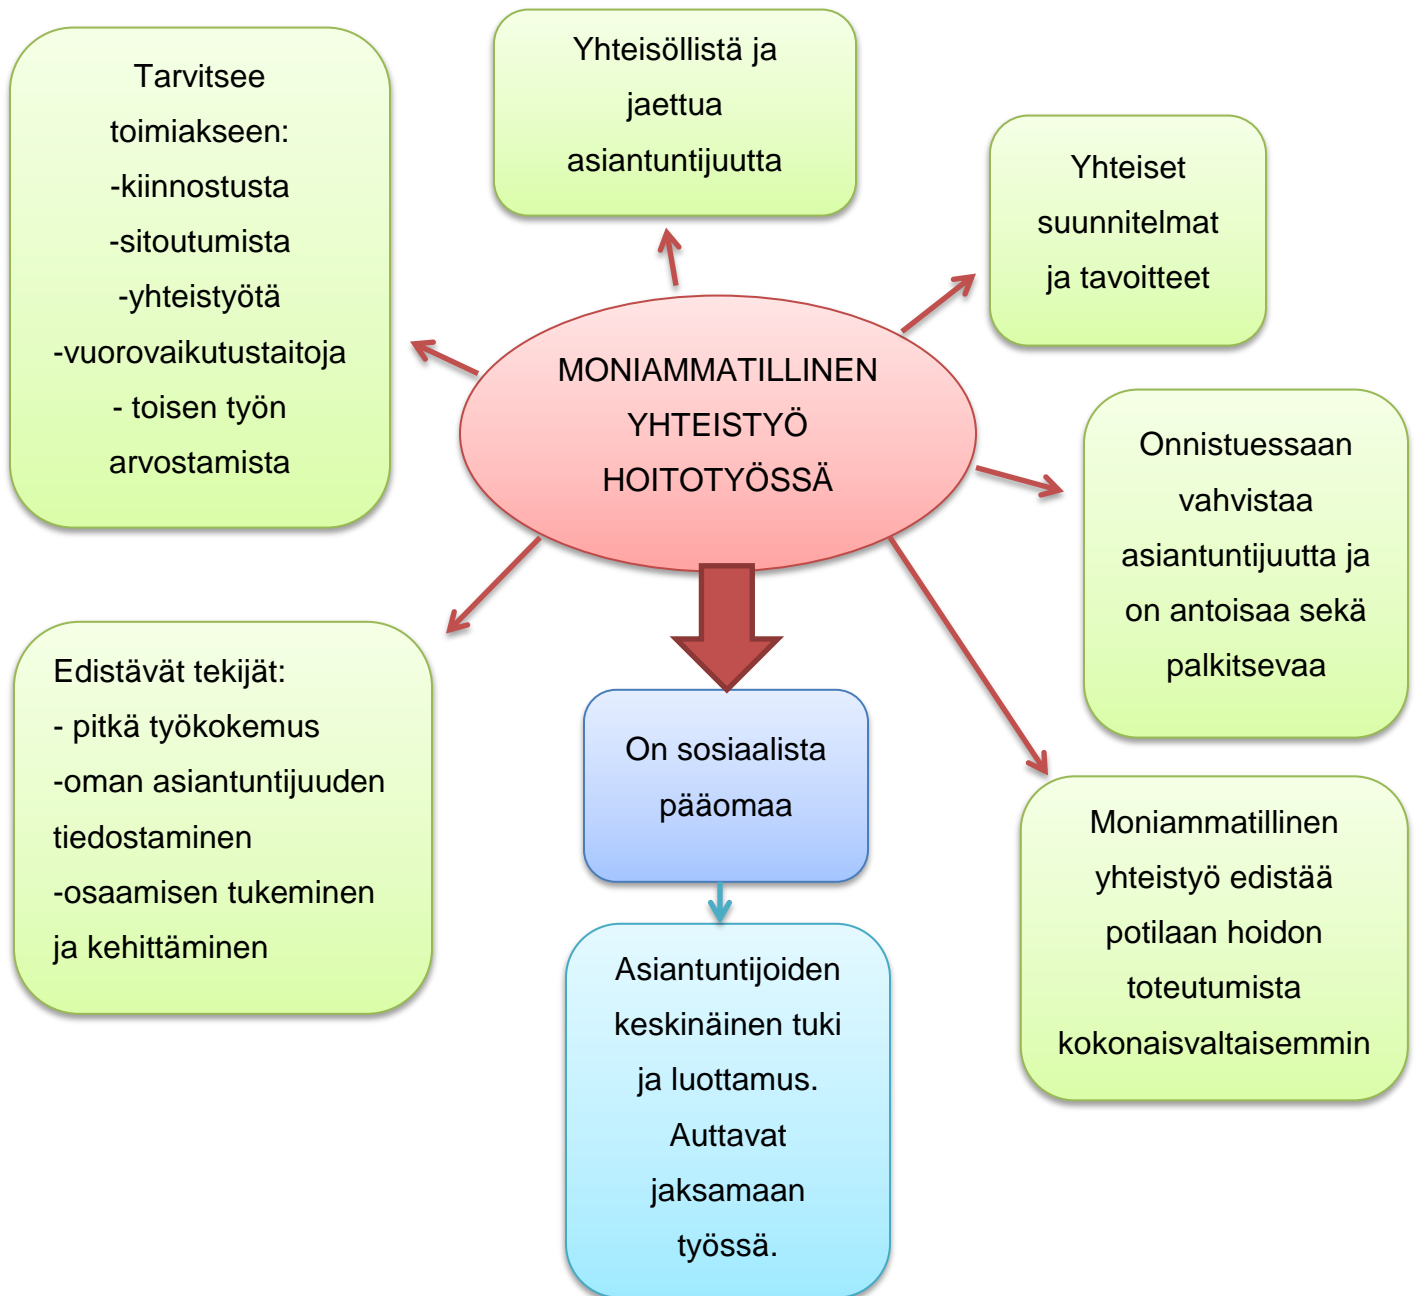 Tarvitsee
toimiakseen:
-kiinnostusta
-sitoutumista
-yhteistyötä
-vuorovaikutustaitoja
- toisen työn
arvostamista
Yhteisöllistä ja
jaettua
asiantuntijuutta
Yhteiset
suunnitelmat
ja tavoitteet
MONIAMMATILLINEN
YHTEISTYÖ
HOITOTYÖSSÄ
Onnistuessaan
vahvistaa
asiantuntijuutta ja
on antoisaa sekä
palkitsevaa
Edistävät tekijät:
- pitkä työkokemus
-oman asiantuntijuuden
tiedostaminen
-osaamisen tukeminen
ja kehittäminen
On sosiaalista
pääomaa
Moniammatillinen
yhteistyö edistää
potilaan hoidon
toteutumista
kokonaisvaltaisemmin
Asiantuntijoiden
keskinäinen tuki
ja luottamus.
Auttavat
jaksamaan
työssä.